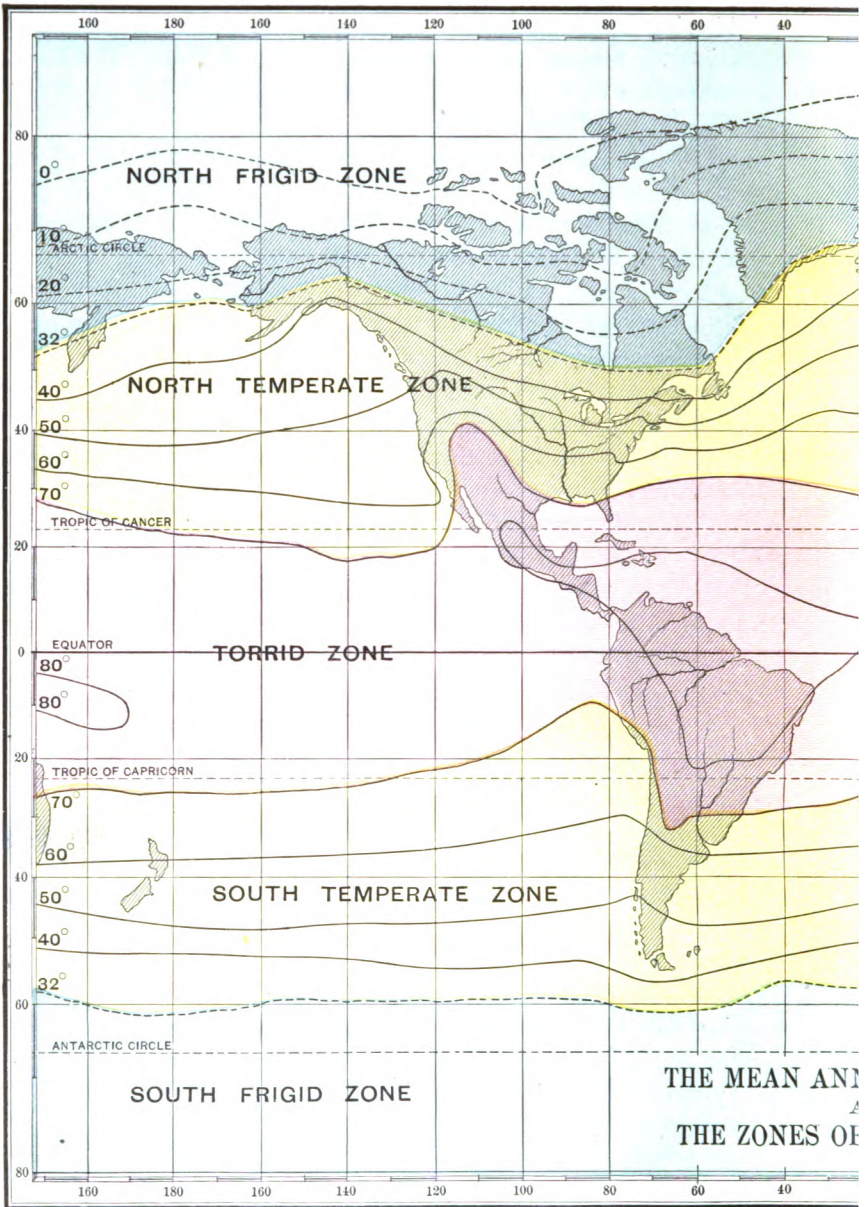 160 160 160 140 120 100 80 60 40 20
80
0°
NORTH FRIGID ZONE
10°
ARCTIC CIRCLE
20°
60
32°
40°
NORTH TEMPERATE ZONE
50°
40
60°
70°
TROPIC OF CANCER
20
EQUATOR
0
TORRID ZONE
80°
80°
20
TROPIC OF CAPRICORN
70°
60°
40
SOUTH TEMPERATE ZONE
50°
40°
32°
60
ANTARCTIC CIRCLE
SOUTH FRIGID ZONE
THE MEAN ANN
A
THE ZONES OF
80
160 180 160 140 120 100 80 60 40 20